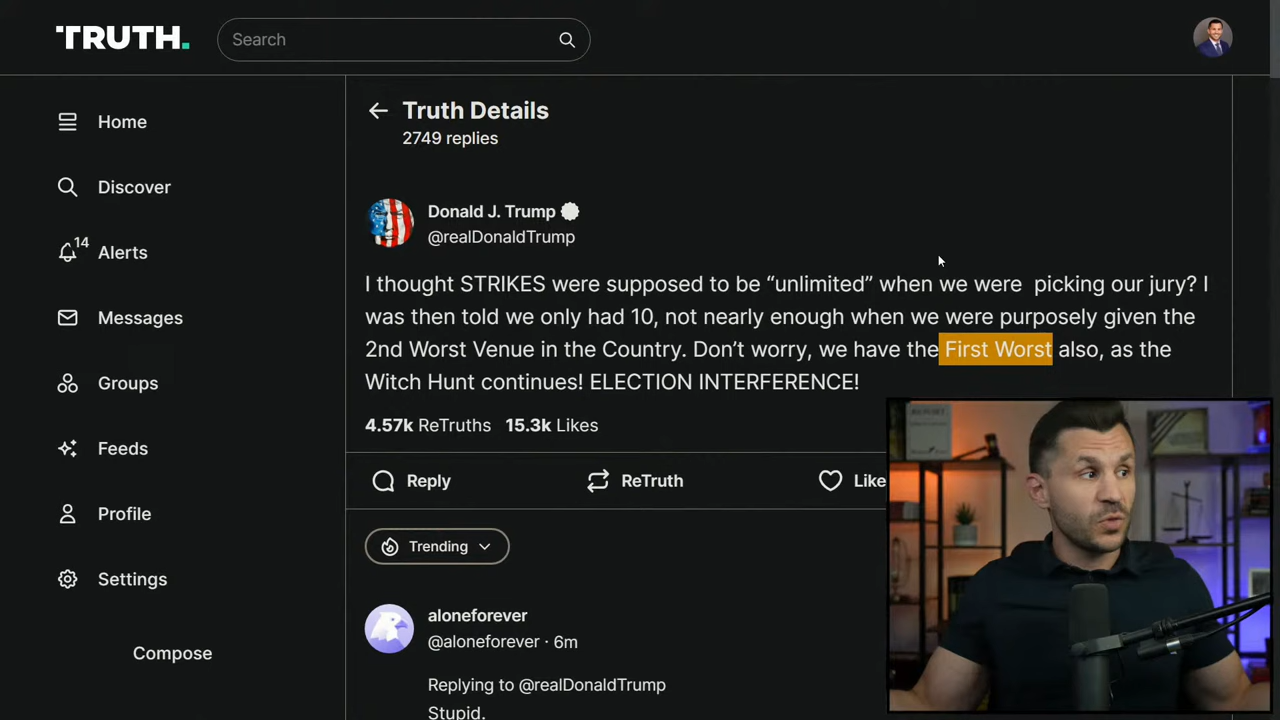 TRUTH.
Search
Home
Discover
14
Alerts
Messages
Groups
Feeds
Profile
Settings
Compose
Truth Details
2749 replies
Donald J. Trump
@realDonaldTrump
I thought STRIKES were supposed to be “unlimited” when we were picking our jury? I
was then told we only had 10, not nearly enough when we were purposely given the
2nd Worst Venue in the Country. Don’t worry, we have the First Worst also, as the
Witch Hunt continues! ELECTION INTERFERENCE!
4.57k ReTruths 15.3k Likes
Reply ReTruth Like
Trending
aloneforever
@aloneforever · 6m
Replying to @realDonaldTrump
Stupid.